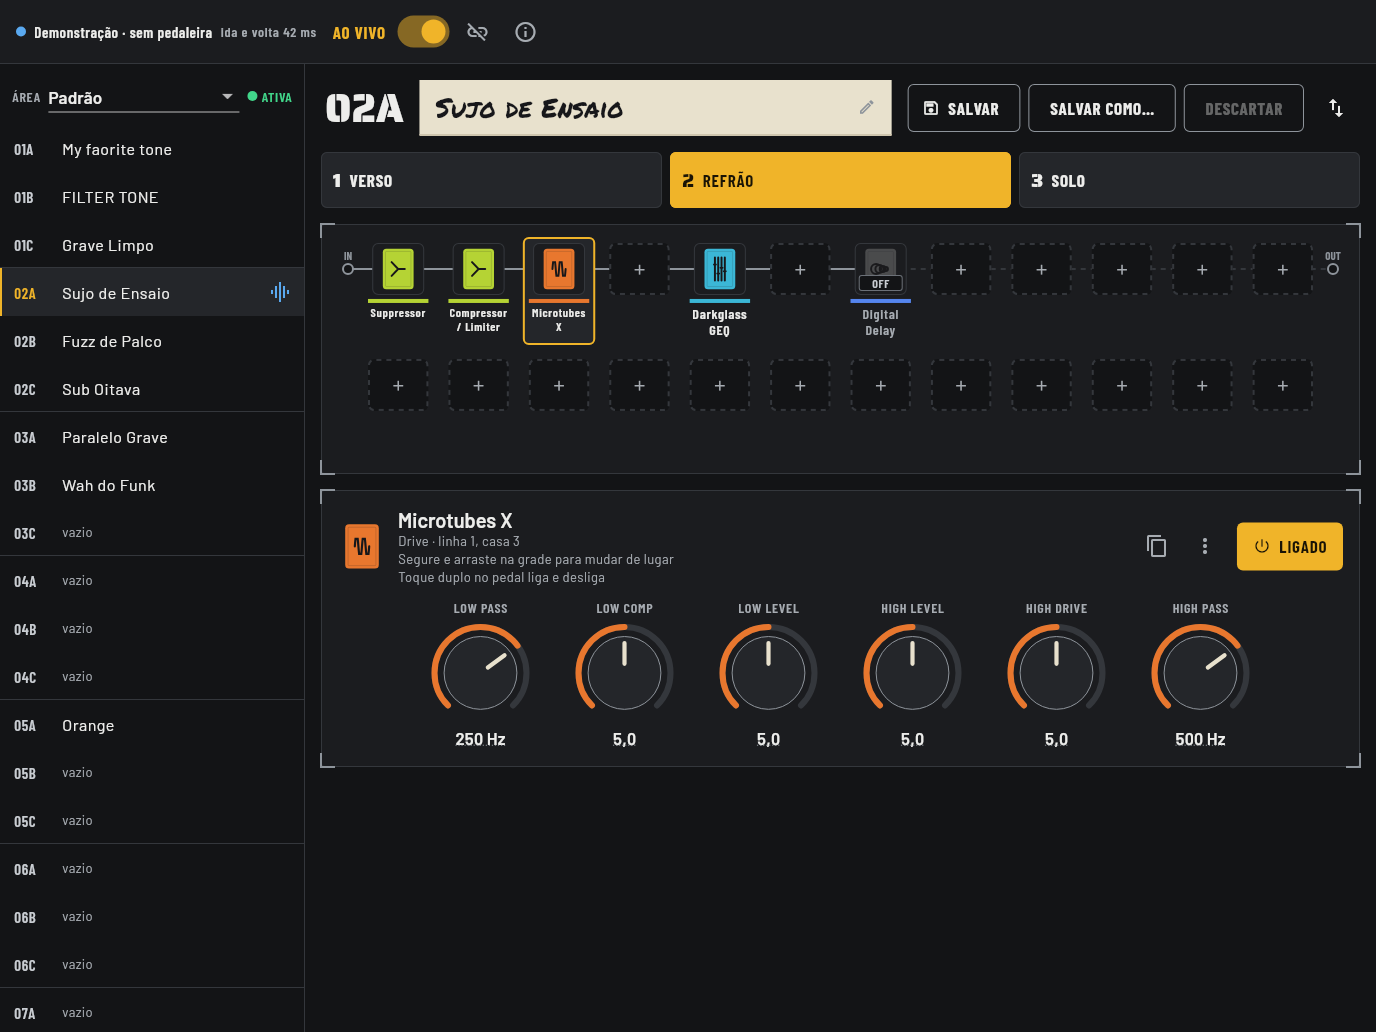 Demonstração · sem pedaleira Ida e volta 42 ms AO VIVO
ÁREA Padrão ATIVA
01A My faorite tone
01B FILTER TONE
01C Grave Limpo
02A Sujo de Ensaio
02B Fuzz de Palco
02C Sub Oitava
03A Paralelo Grave
03B Wah do Funk
03C vazio
04A vazio
04B vazio
04C vazio
05A Orange
05B vazio
05C vazio
06A vazio
06B vazio
06C vazio
07A vazio
02A Sujo de Ensaio SALVAR SALVAR COMO... DESCARTAR
1 VERSO 2 REFRÃO 3 SOLO
IN OUT
+ + + + + + +
OFF
Suppressor Compressor / Limiter Microtubes X Darkglass GEQ Digital Delay
+ + + + + + + + + + + +
Microtubes X
Drive · linha 1, casa 3
Segure e arraste na grade para mudar de lugar
Toque duplo no pedal liga e desliga
LIGADO
LOW PASS LOW COMP LOW LEVEL HIGH LEVEL HIGH DRIVE HIGH PASS
250 Hz 5,0 5,0 5,0 5,0 500 Hz